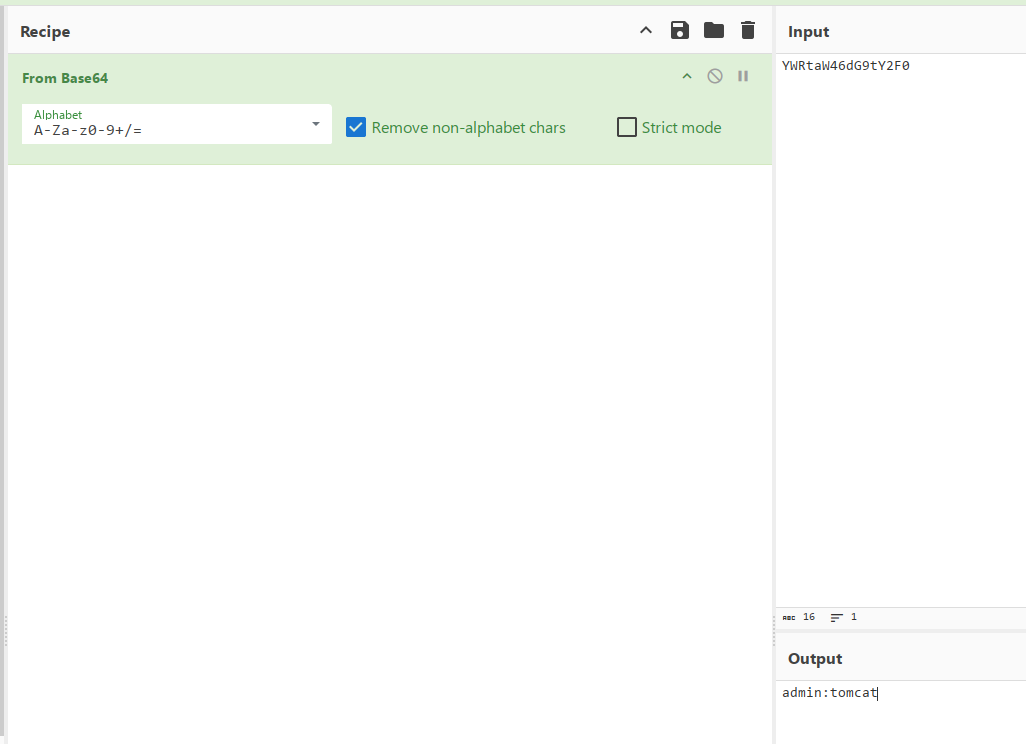 Recipe
From Base64
Alphabet
A-Za-z0-9+/=
Remove non-alphabet chars
Strict mode
Input
YWRtaW46dG9tY2F0
ABC 16 1
Output
admin:tomcat